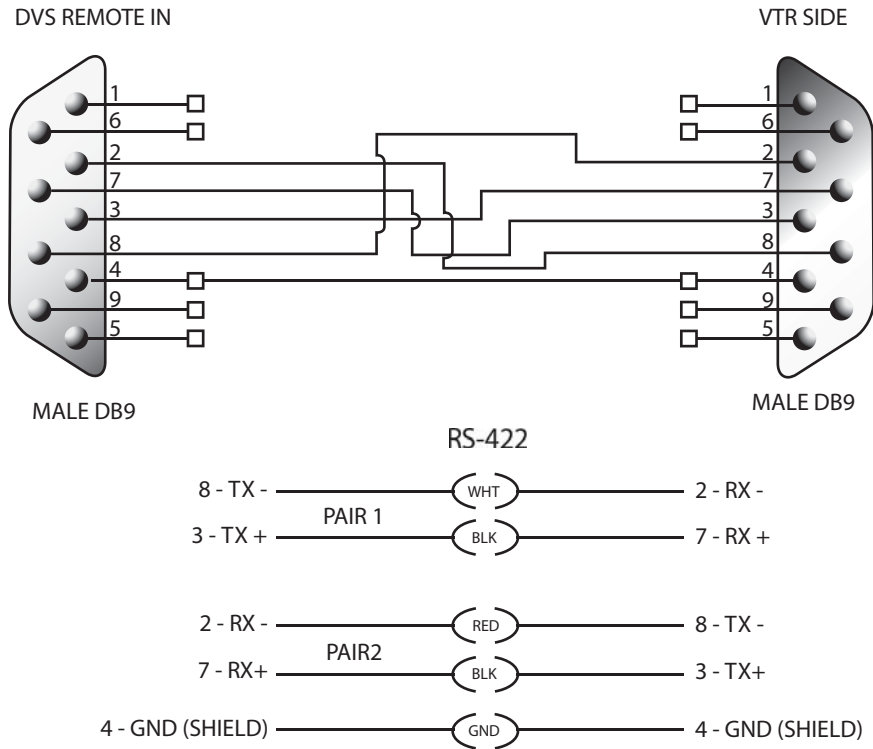 DVS REMOTE IN
VTR SIDE
1
6
2
7
3
8
4
9
5
1
6
2
7
3
8
4
9
5
MALE DB9
MALE DB9
RS-422
8 - TX - WHT 2 - RX -
PAIR 1
3 - TX + BLK 7 - RX +
2 - RX - RED 8 - TX -
PAIR2
7 - RX+ BLK 3 - TX+
4 - GND (SHIELD) GND 4 - GND (SHIELD)